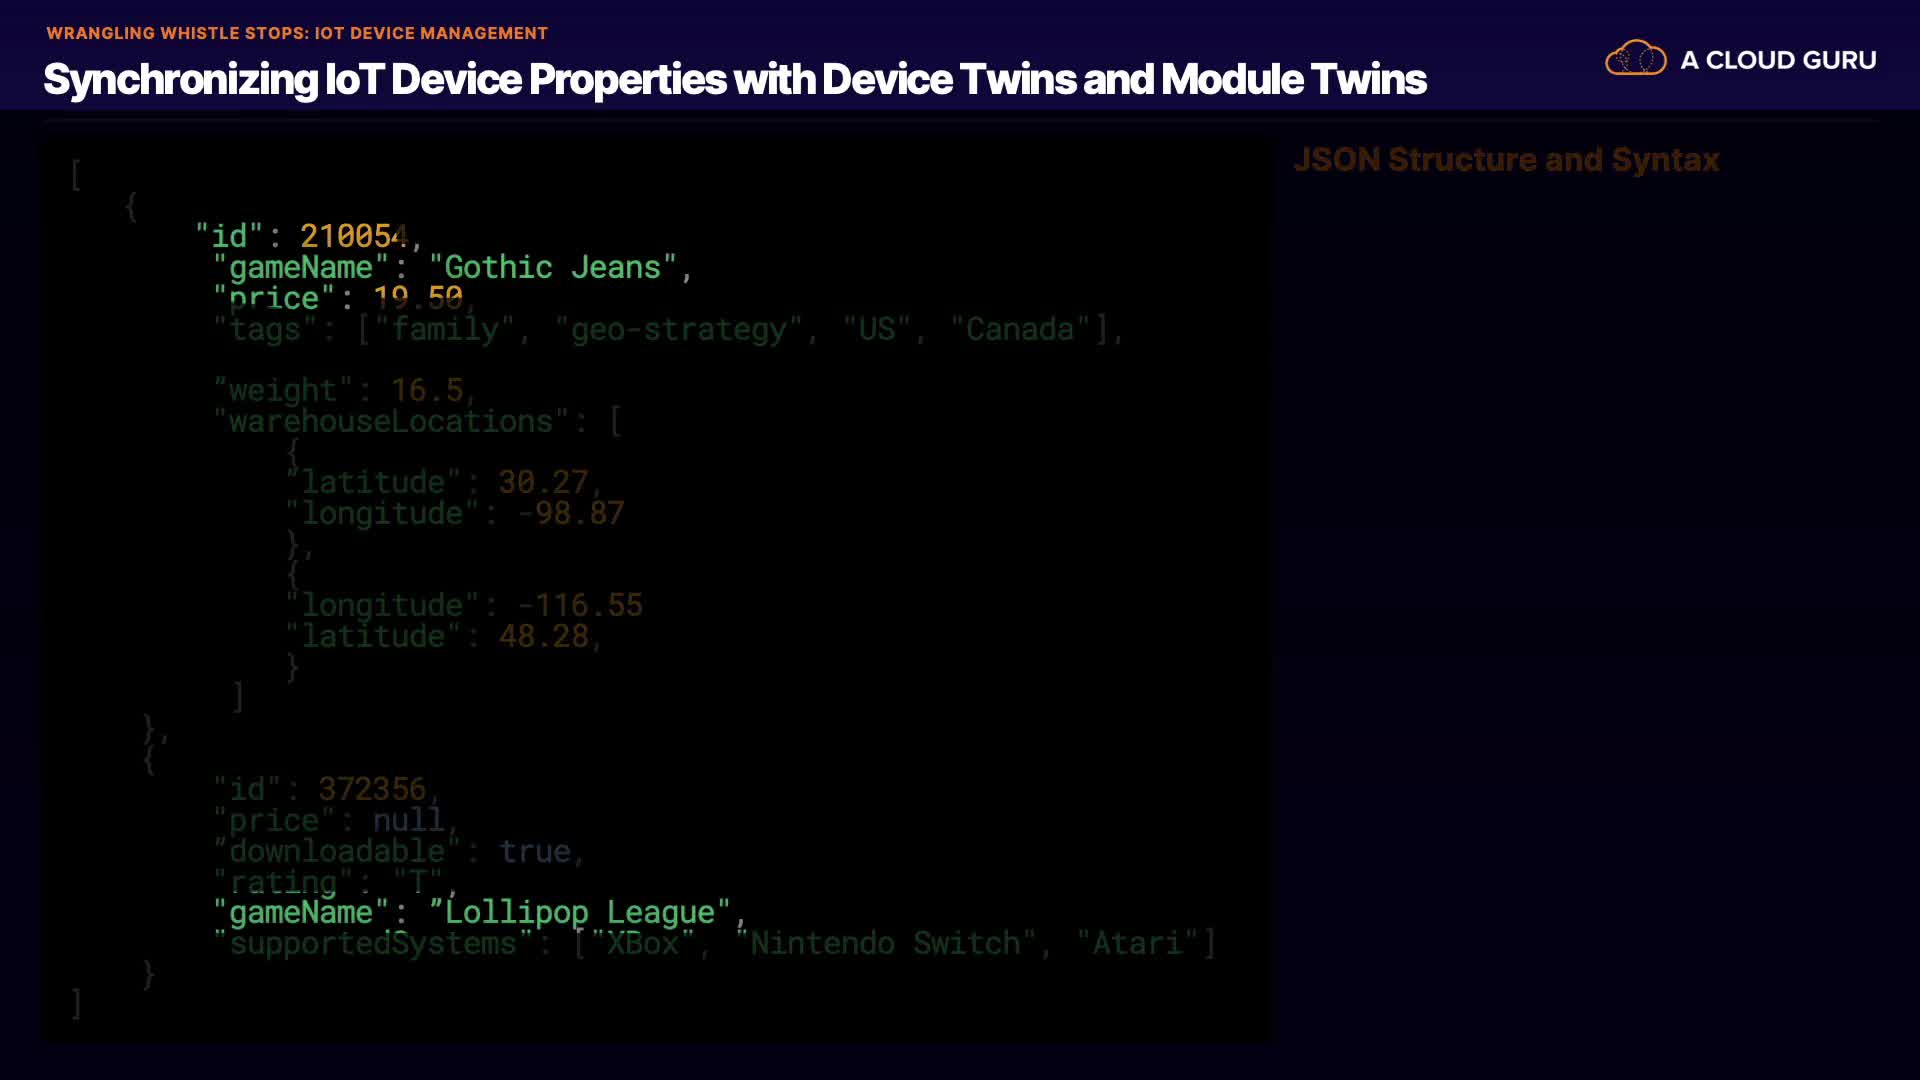 WRANGLING WHISTLE STOPS: IOT DEVICE MANAGEMENT
Synchronizing IoT Device Properties with Device Twins and Module Twins
A CLOUD GURU
JSON Structure and Syntax
[
{
"id": 210054,
"gameName": "Gothic Jeans",
"price": 19.50,
"tags": ["family", "geo-strategy", "US", "Canada"],
"weight": 16.5,
"warehouseLocations": [
{
"latitude": 30.27,
"longitude": -98.87
},
{
"longitude": -116.55
"latitude": 48.28,
}
]
},
{
"id": 372356,
"price": null,
"downloadable": true,
"rating": "T",
"gameName": ”Lollipop League",
"supportedSystems": ["XBox", "Nintendo Switch", "Atari"]
}
]